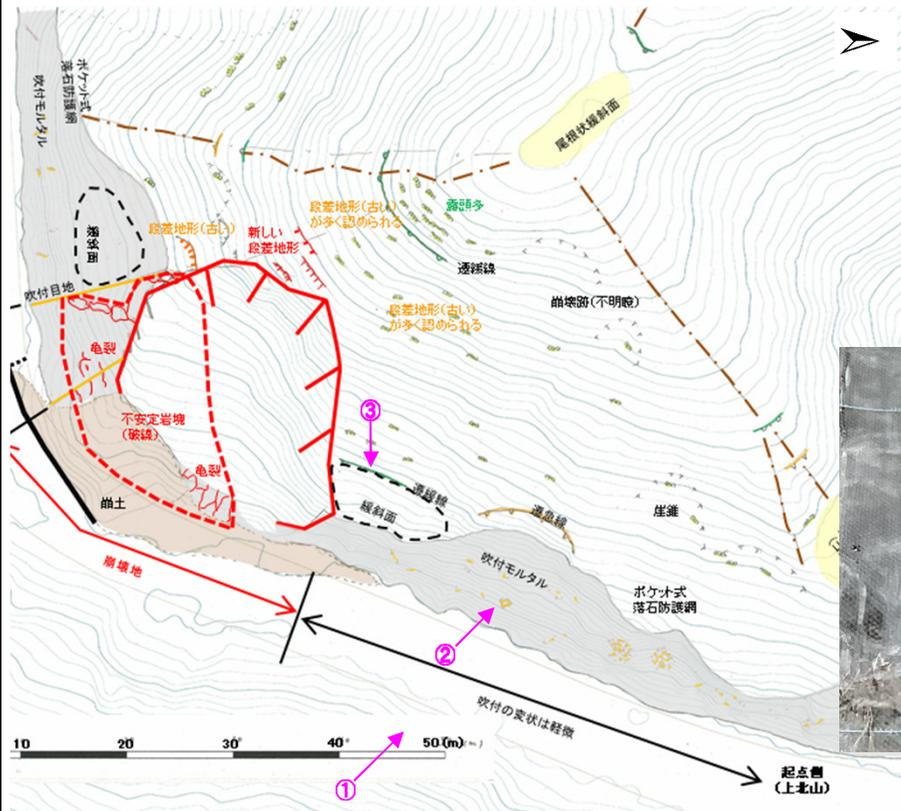 ポケット式
落石防護網
吹付モルタル
尾根状緩斜面
段差地形(古い)
が多く認められる
露頭多
段差地形(古い)
新しい
段差地形
緩斜面
遷緩線
崩壊跡(不明瞭)
吹付目地
段差地形(古い)
が多く認められる
亀裂
③
不安定岩塊
(破線)
亀裂
遷緩線
緩斜面
遷急線
崖錐
崩土
吹付モルタル
ポケット式
落石防護網
崩壊地
②
吹付の変状は軽微
10 20 30 40 50(m)
①
起点側
(上北山)